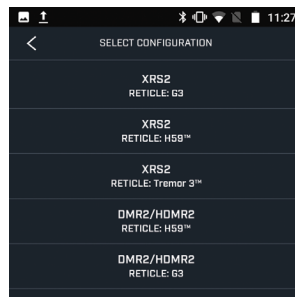 11:27
SELECT CONFIGURATION
XRS2
RETICLE: G3
XRS2
RETICLE: H59™
XRS2
RETICLE: Tremor 3™
DMR2/HDMR2
RETICLE: H59™
DMR2/HDMR2
RETICLE: G3